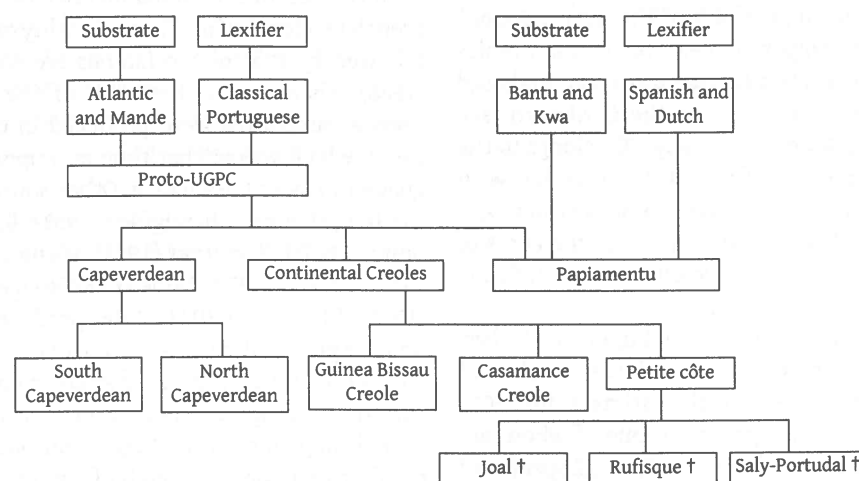 Substrate
Lexifier
Substrate
Lexifier
Atlantic
and Mande
Classical
Portuguese
Bantu and
Kwa
Spanish and
Dutch
Proto-UGPC
Capeverdean
Continental Creoles
Papiamentu
South
Capeverdean
North
Capeverdean
Guinea Bissau
Creole
Casamance
Creole
Petite côte
Joal †
Rufisque †
Saly-Portudal †